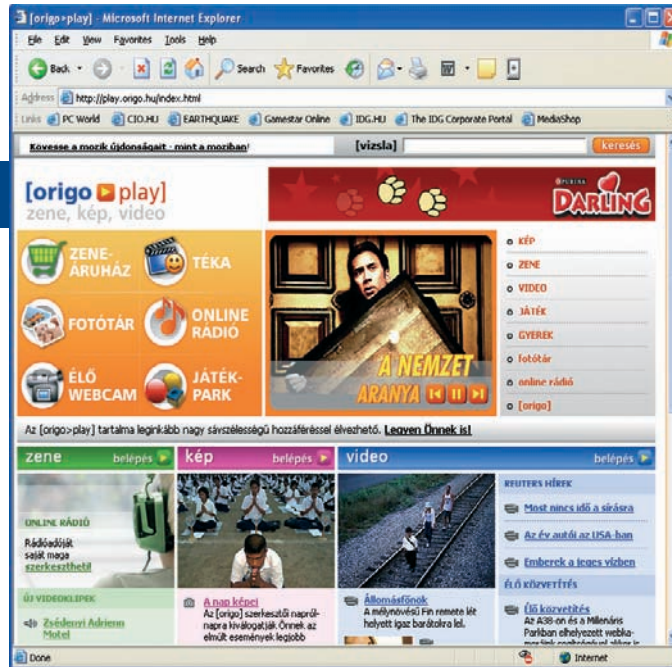 [origo>play] - Microsoft Internet Explorer
File Edit View Favorites Tools Help
Back Search Favorites
Address http://play.origo.hu/index.html
Links PC World CIO.HU EARTHQUAKE Gamestar Online IDG.HU The IDG Corporate Portal MediaShop
Kövesse a mozik újdonságait - mint a moziban!
[vizsla] keresés
[origo play]
zene, kép, video
PURINA
DARLING
ZENE-
ÁRUHÁZ
TÉKA
FOTÓTÁR
ONLINE
RÁDIÓ
ÉLŐ
WEBCAM
JÁTÉK-
PARK
A NEMZET
ARANYA
KÉP
ZENE
VIDEO
JÁTÉK
GYEREK
fotótár
online rádió
[origo]
Az [origo>play] tartalma leginkább nagy sávszélességű hozzáféréssel élvezhető. Legyen Önnek is!
zene belépés
kép belépés
video belépés
ONLINE RÁDIÓ
Rádióadóját
saját maga
szerkesztheti!
ÚJ VIDEOKLIPEK
Zsédenyi Adrienn
Motel
A nap képei
Az [origo] szerkesztői napról-
napra kiválogatják Önnek az
elmúlt események legjobb
Állomásfőnök
A mélynövésű Fin remete lét
helyett igaz barátokra lel.
REUTERS HÍREK
Most nincs idő a sírásra
Az év autói az USA-ban
Emberek a jeges vízben
ÉLŐ KÖZVETÍTÉS
Élő közvetítés
Az A38-on és a Millenáris
Parkban elhelyezett webka-
Done Internet